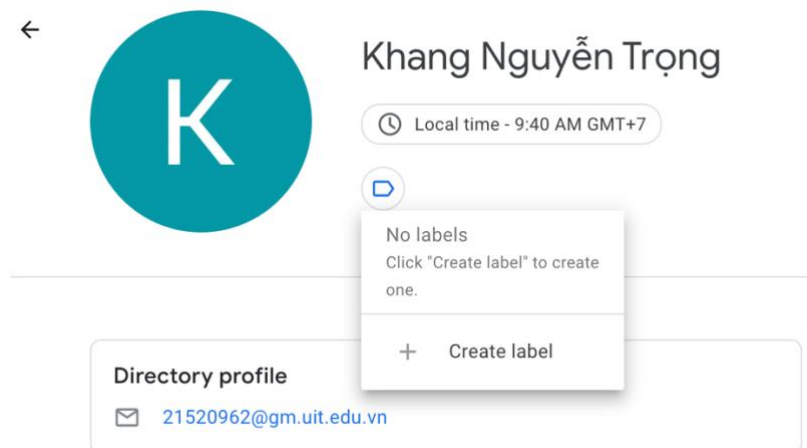 K
Khang Nguyễn Trọng
Local time - 9:40 AM GMT+7
No labels
Click "Create label" to create
one.
Create label
Directory profile
21520962@gm.uit.edu.vn